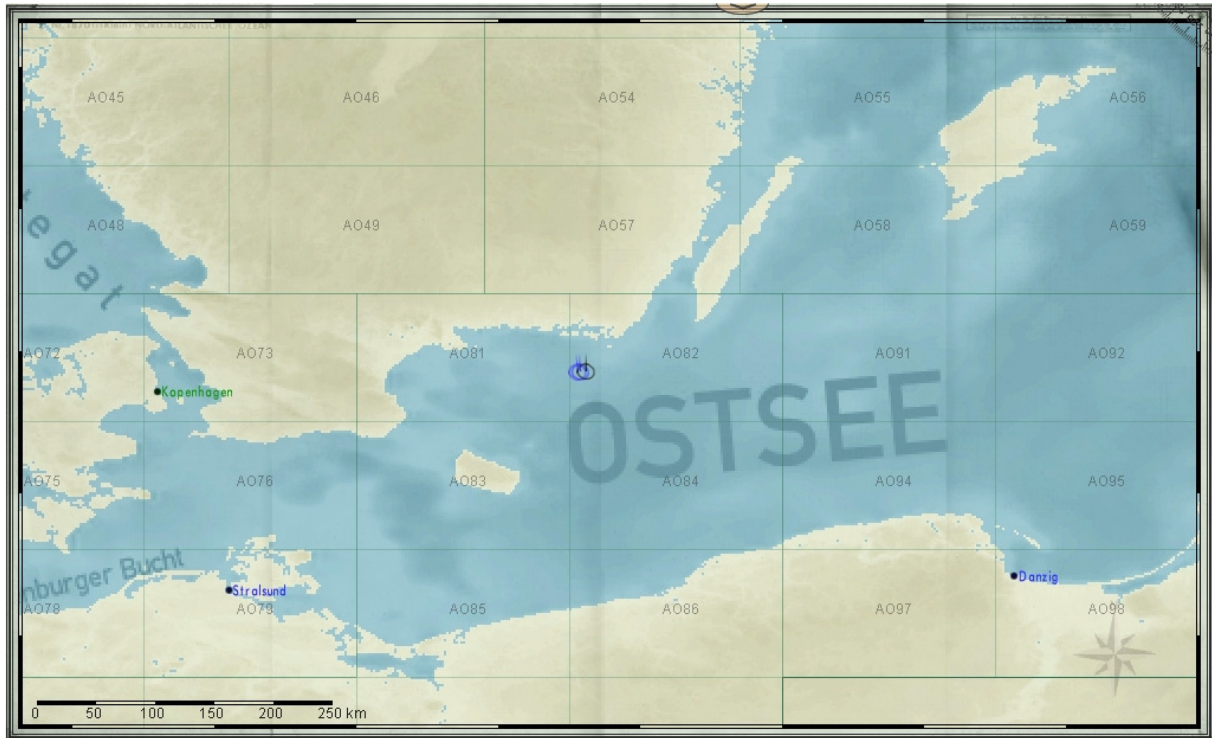 AO45 AO46 AO54 AO55 AO56
AO48 AO49 AO57 AO58 AO59
tegat
AO72 AO73 AO81 AO82 AO91 AO92
Kopenhagen
OSTSEE
AO75 AO76 AO83 AO84 AO94 AO95
nburger Bucht
Stralsund
Danzig
AO78 AO79 AO85 AO86 AO97 AO98
0 50 100 150 200 250 km